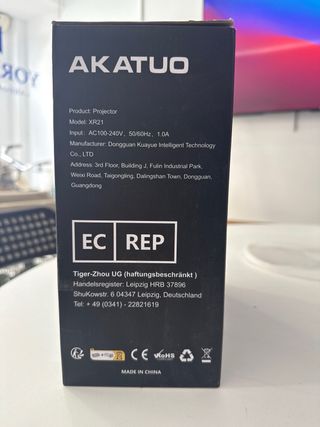 AKATUO
Product: Projector
Model: XR21
Input: AC100-240V, 50/60Hz, 1.0A
Manufacturer: Dongguan Kuayue Intelligent Technology
Co., LTD
Address: 3rd Floor, Building J, Fulin Industrial Park,
Weixi Road, Taigongling, Dalingshan Town, Dongguan,
Guangdong
EC REP
Tiger-Zhou UG (haftungsbeschränkt )
Handelsregister: Leipzig HRB 37896
ShuKowstr. 6 04347 Leipzig, Deutschland
Tel: + 49 (0341) - 22821619
CE RoHS
MADE IN CHINA
YOR